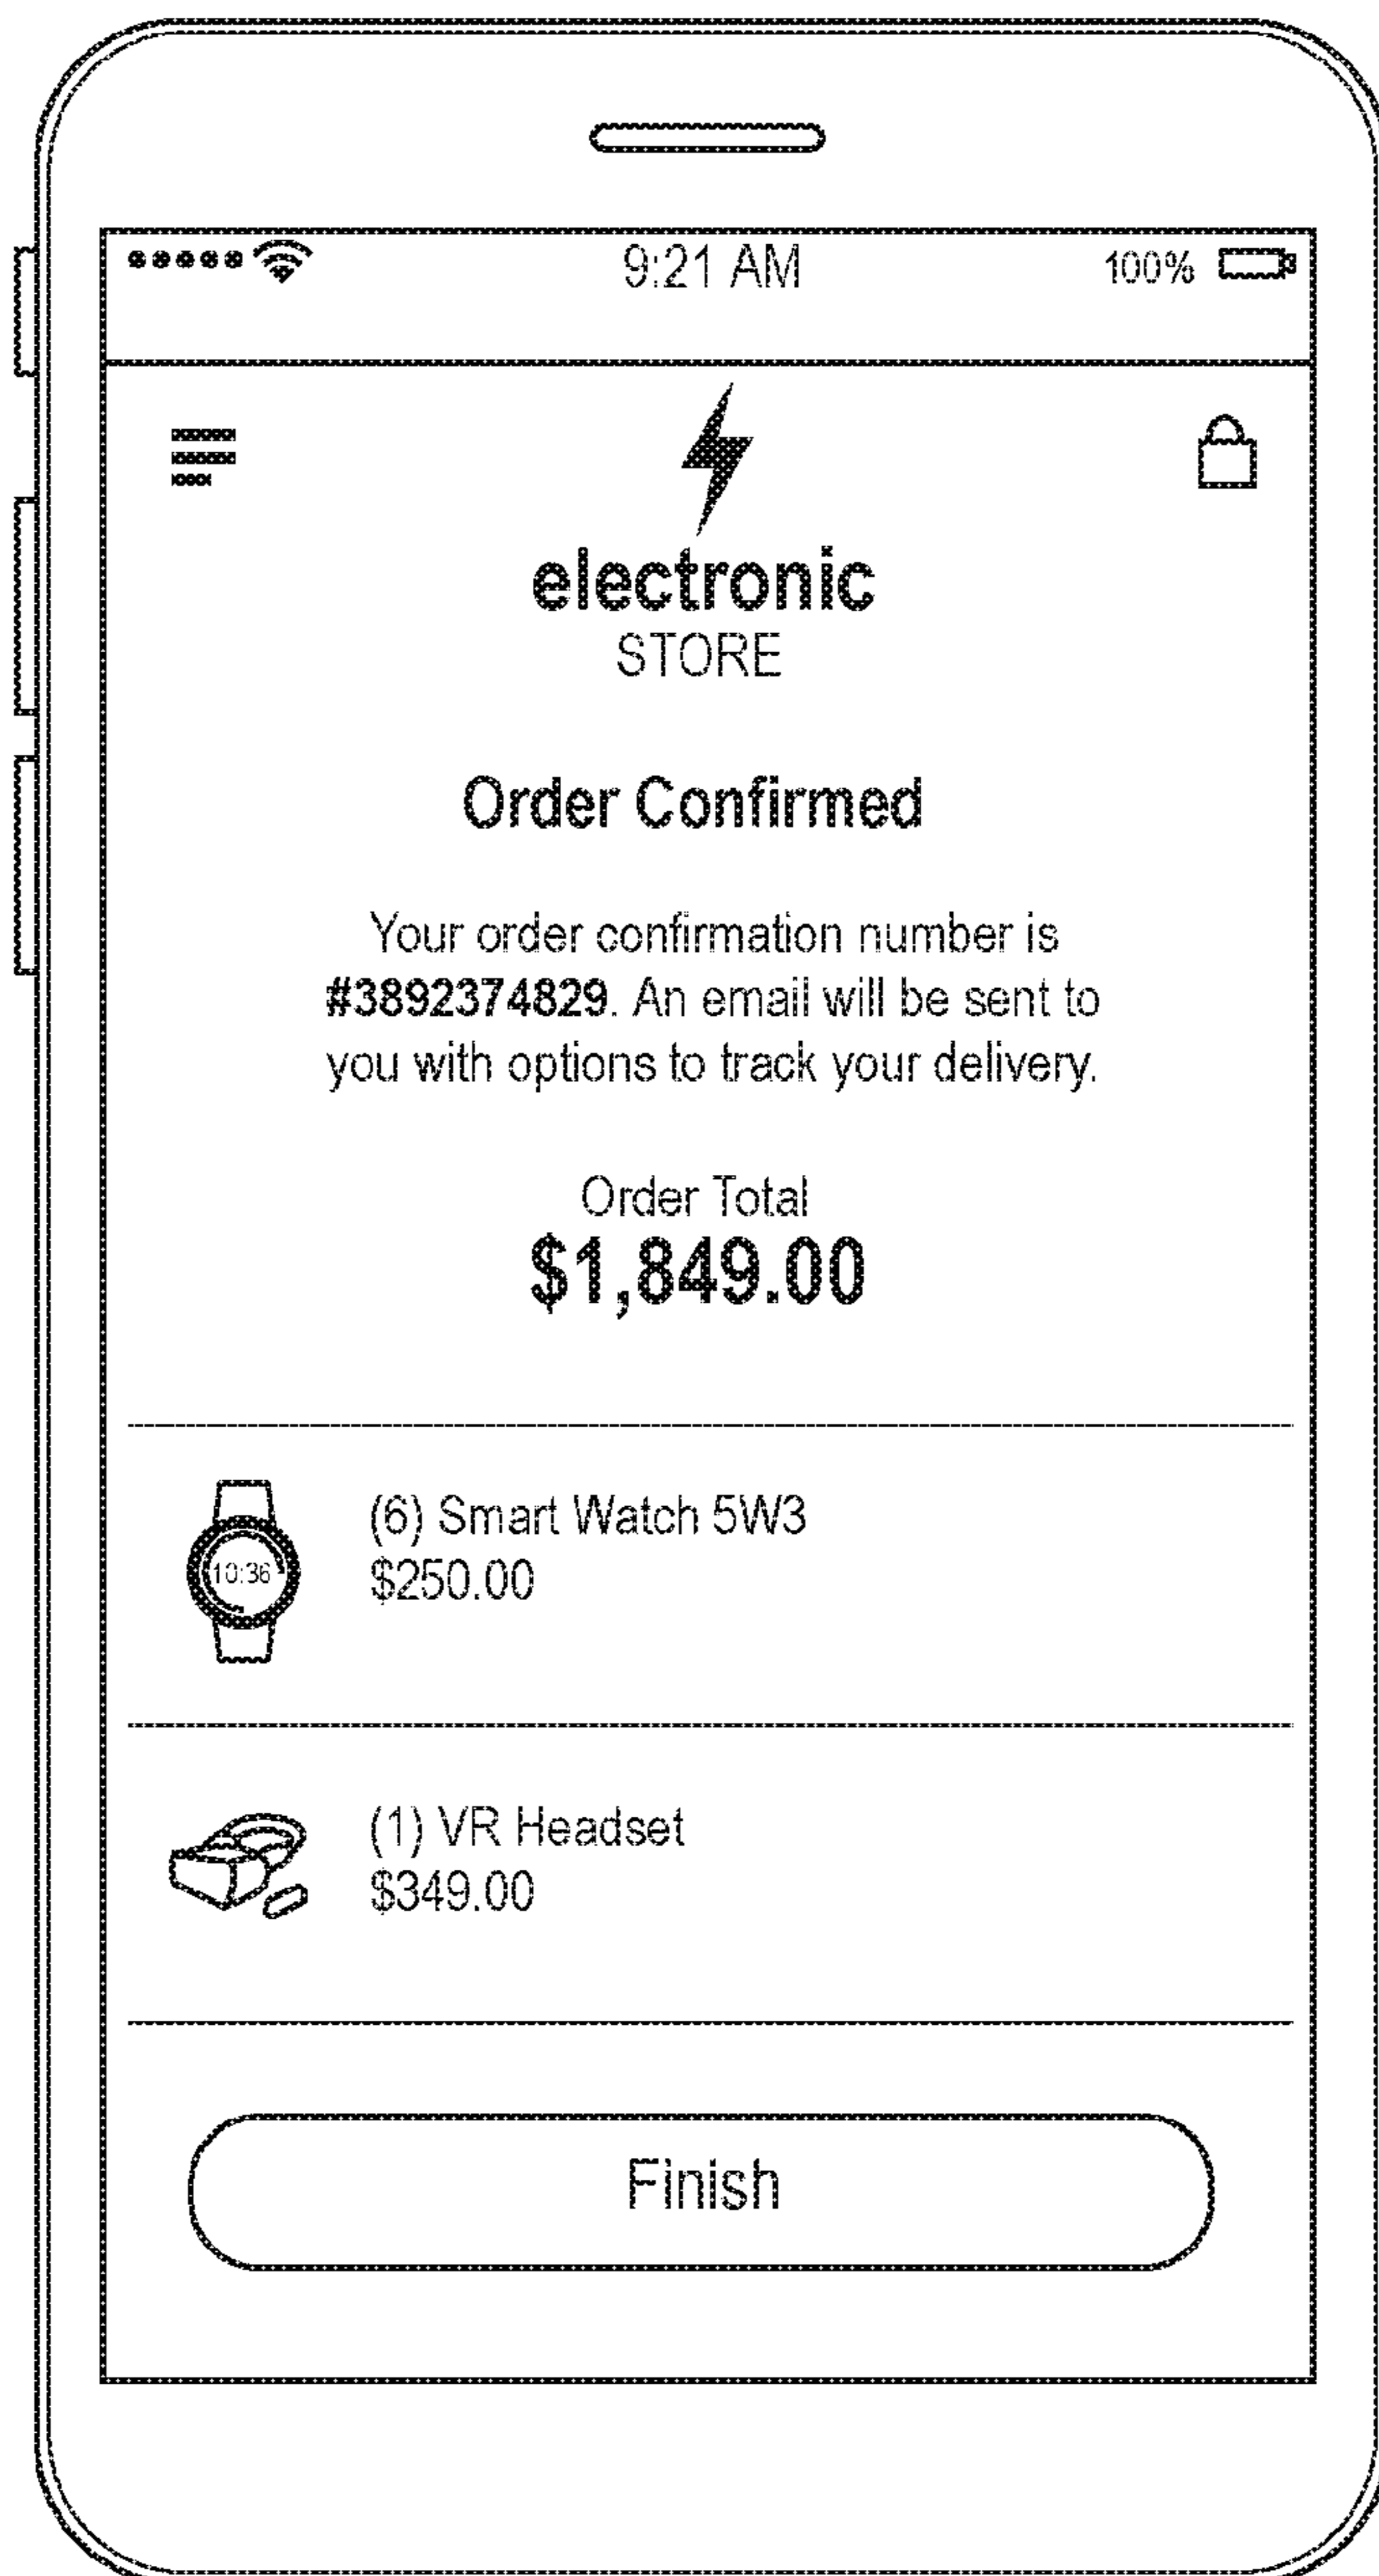 9:21 AM 100%
electronic
STORE
Order Confirmed
Your order confirmation number is
#3892374829. An email will be sent to
you with options to track your delivery.
Order Total
$1,849.00
(6) Smart Watch 5W3
$250.00
10:36
(1) VR Headset
$349.00
Finish